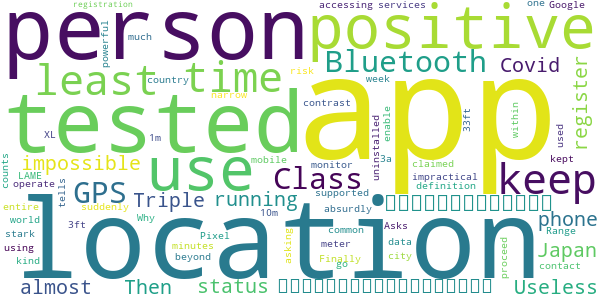 registration
accessing services
one
Google
person
powerful
much
positive
country
Bluetooth
Covid
least
time
risk
week
narrow
contrast
enable
33ft
within
register
tested
app
XL
1m
mobile
used
impossible
use
monitor
uninstalled
3a
kept
claimed
impractical
counts
LAME
operate
tells
GPS
Triple
running
Class
supported
definition
keep
entire
suddenly
Why
absurdly
10m
location
phone
world
3ft
common
Asks
stark
Pixel
minutes
asking
meter
data
Range
Japan
using
beyond
city
proceed
contact
kind
Finally
go
almost
Then
status
Useless